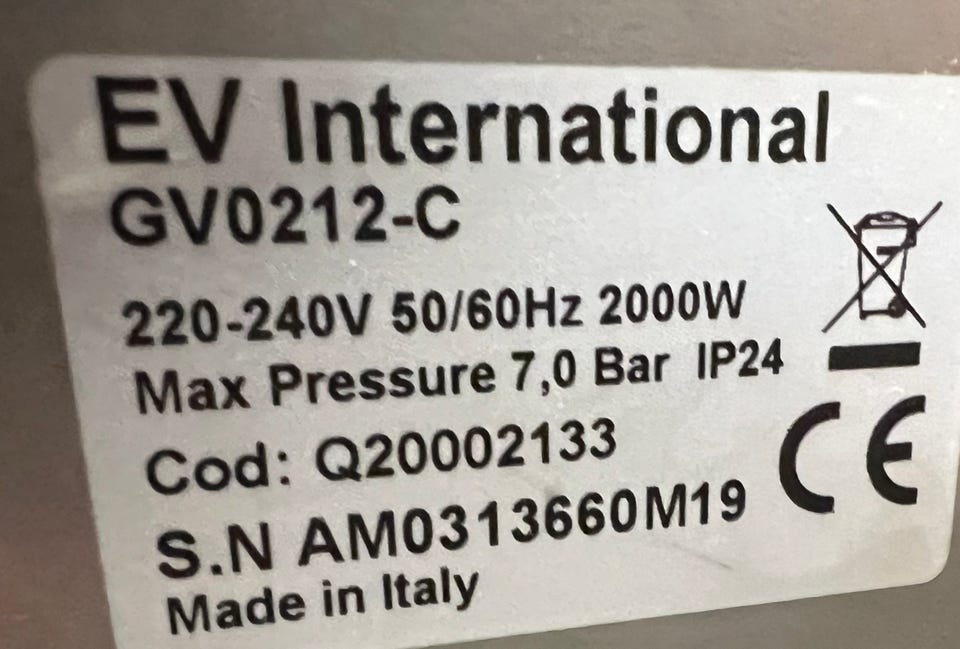 EV International
GV0212-C
220-240V 50/60Hz 2000W
Max Pressure 7,0 Bar IP24
Cod: Q20002133
S.N AM0313660M19
Made in Italy
CE